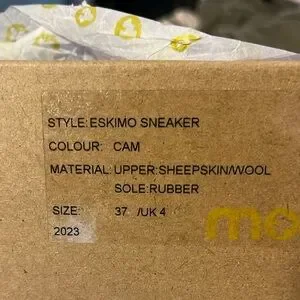 STYLE: ESKIMO SNEAKER
COLOUR: CAM
MATERIAL: UPPER: SHEEPSKIN/WOOL
SOLE: RUBBER
SIZE: 37 /UK 4
2023